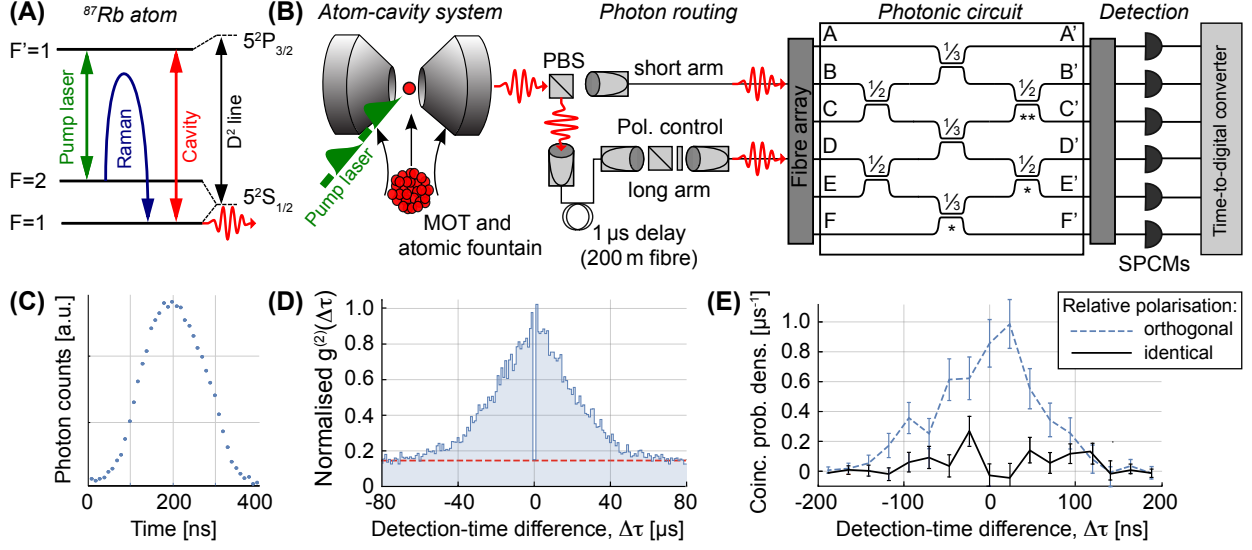 (A)
⁸⁷Rb atom
F'=1
5²P₃/₂
Pump laser
Raman
Cavity
D² line
F=2
5²S₁/₂
F=1
(B)
Atom-cavity system
Photon routing
Photonic circuit
Detection
Pump laser
MOT and
atomic fountain
PBS
short arm
Pol. control
long arm
1 μs delay
(200 m fibre)
Fibre array
A
B
C
D
E
F
⅓
½
½
**
⅓
½
½
*
⅓
*
A'
B'
C'
D'
E'
F'
SPCMs
Time-to-digital converter
(C)
Photon counts [a.u.]
0 200 400
Time [ns]
(D)
Normalised g⁽²⁾(Δτ)
1.0
0.8
0.6
0.4
0.2
0
-80 -40 0 40 80
Detection-time difference, Δτ [μs]
(E)
Coinc. prob. dens. [μs⁻¹]
1.0
0.8
0.6
0.4
0.2
0
-200 -100 0 100 200
Detection-time difference, Δτ [ns]
Relative polarisation:
orthogonal
identical